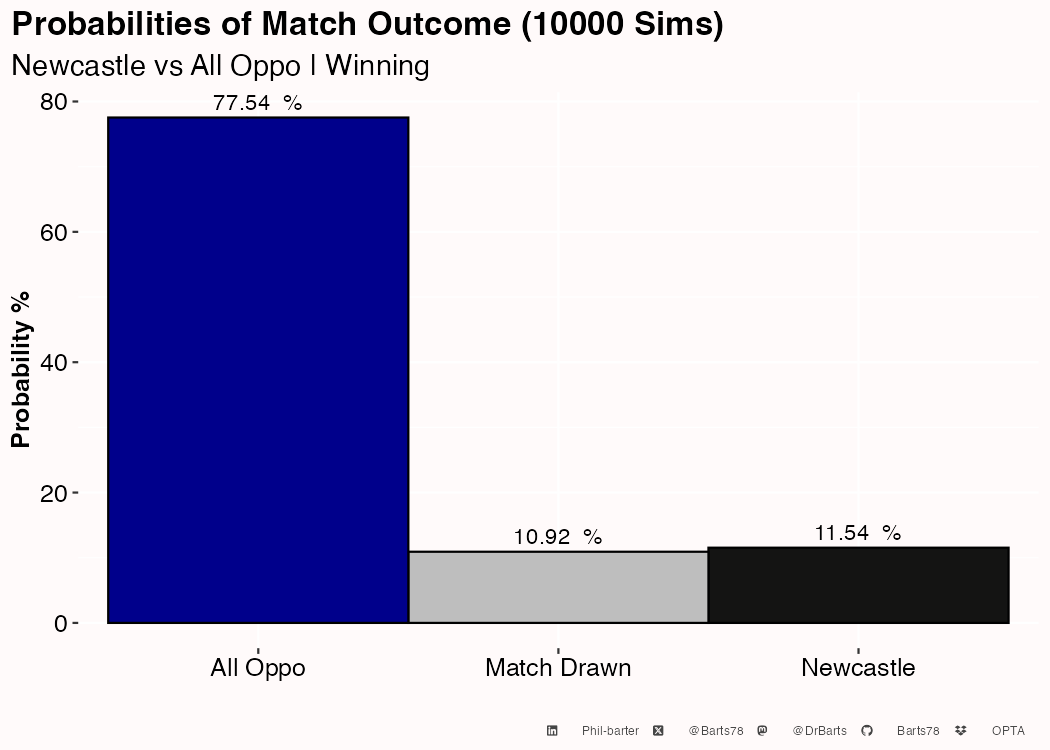 Probabilities of Match Outcome (10000 Sims)
Newcastle vs All Oppo | Winning
Probability %
80
60
40
20
0
77.54 %
10.92 %
11.54 %
All Oppo Match Drawn Newcastle
Phil-barter @Barts78 @DrBarts Barts78 OPTA